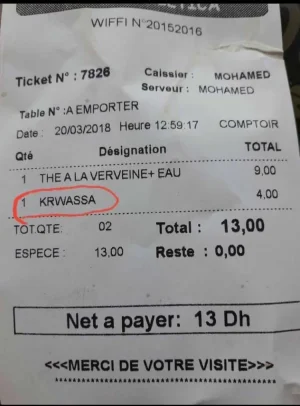 WIFFI N°20152016
Ticket N° : 7826 Caissier : MOHAMED
Serveur : MOHAMED
Table N° :A EMPORTER
Date : 20/03/2018 Heure 12:59:17 COMPTOIR
Qté Désignation TOTAL
1 THE A LA VERVEINE+ EAU 9,00
1 KRWASSA 4,00
TOT.QTE: 02 Total : 13,00
ESPECE : 13,00 Reste : 0,00
Net a payer: 13 Dh
<<<MERCI DE VOTRE VISITE>>>